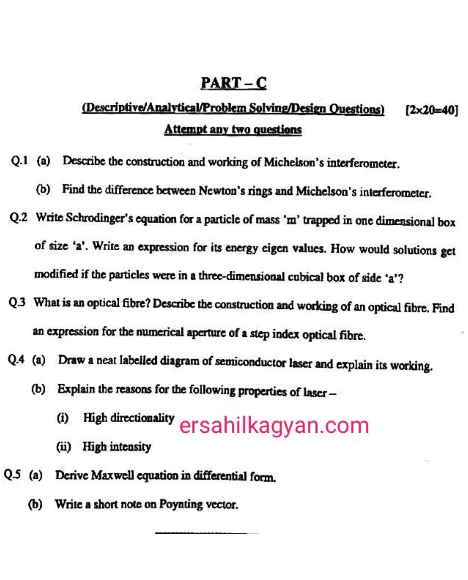 PART – C
(Descriptive/Analytical/Problem Solving/Design Questions) [2×20=40]
Attempt any two questions
Q.1 (a) Describe the construction and working of Michelson's interferometer.
(b) Find the difference between Newton's rings and Michelson's interferometer.
Q.2 Write Schrodinger's equation for a particle of mass 'm' trapped in one dimensional box
of size 'a'. Write an expression for its energy eigen values. How would solutions get
modified if the particles were in a three-dimensional cubical box of side 'a'?
Q.3 What is an optical fibre? Describe the construction and working of an optical fibre. Find
an expression for the numerical aperture of a step index optical fibre.
Q.4 (a) Draw a neat labelled diagram of semiconductor laser and explain its working.
(b) Explain the reasons for the following properties of laser –
(i) High directionality
ersahilkagyan.com
(ii) High intensity
Q.5 (a) Derive Maxwell equation in differential form.
(b) Write a short note on Poynting vector.